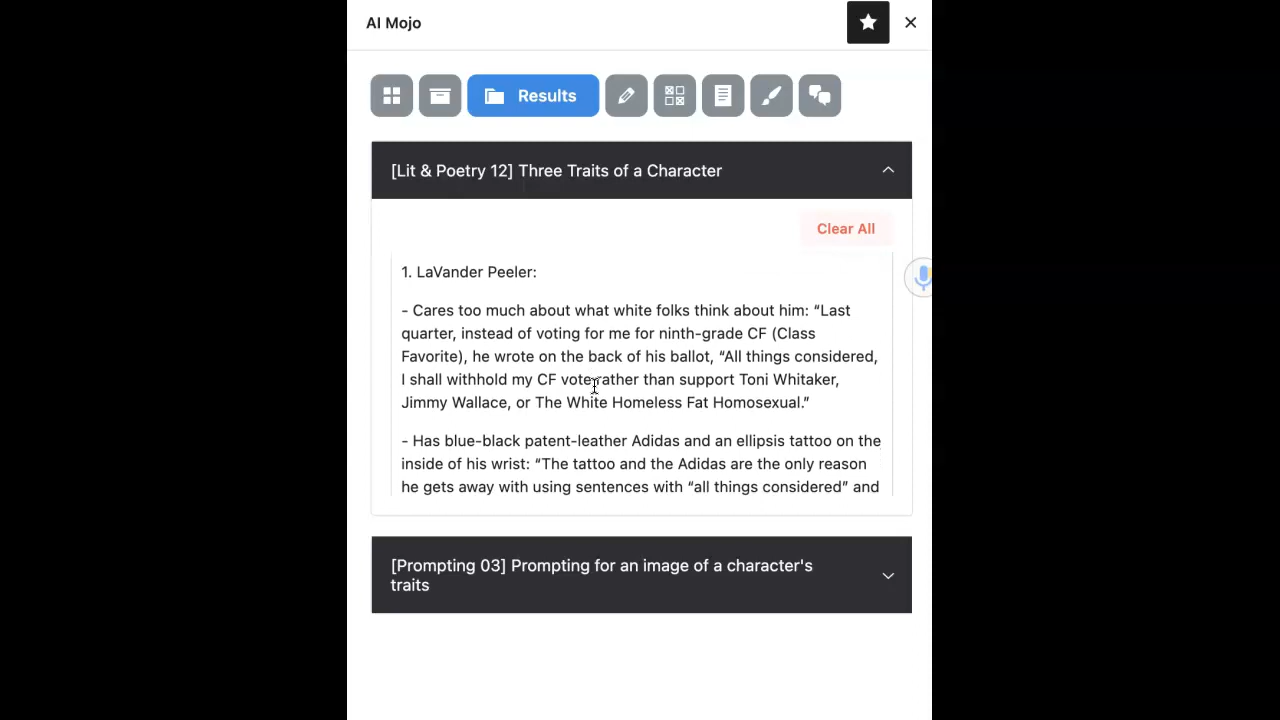 AI Mojo
Results
[Lit & Poetry 12] Three Traits of a Character
Clear All
1. LaVander Peeler:
- Cares too much about what white folks think about him: “Last
quarter, instead of voting for me for ninth-grade CF (Class
Favorite), he wrote on the back of his ballot, “All things considered,
I shall withhold my CF vote rather than support Toni Whitaker,
Jimmy Wallace, or The White Homeless Fat Homosexual.”
- Has blue-black patent-leather Adidas and an ellipsis tattoo on the
inside of his wrist: “The tattoo and the Adidas are the only reason
he gets away with using sentences with “all things considered” and
[Prompting 03] Prompting for an image of a character's
traits